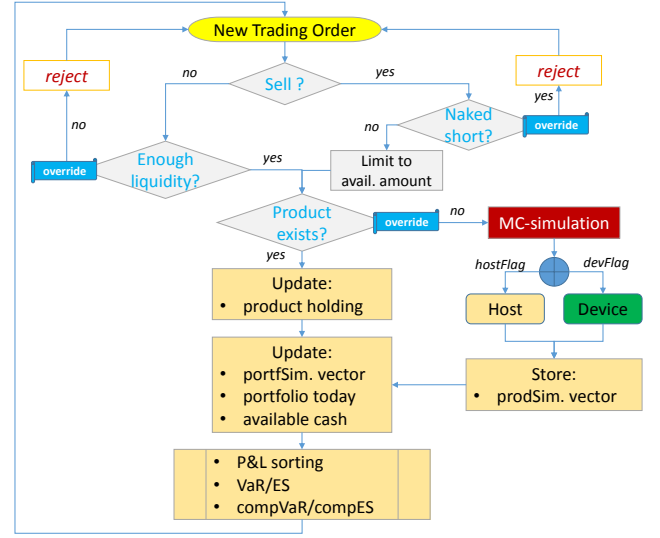 New Trading Order
reject
reject
no
Sell ?
yes
no
yes
Naked
short?
override
no
Enough
liquidity?
override
yes
Limit to
avail. amount
Product
exists?
override
no
MC-simulation
yes
hostFlag
devFlag
Update:
• product holding
Host
Device
Update:
• portfSim. vector
• portfolio today
• available cash
Store:
• prodSim. vector
• P&L sorting
• VaR/ES
• compVaR/compES